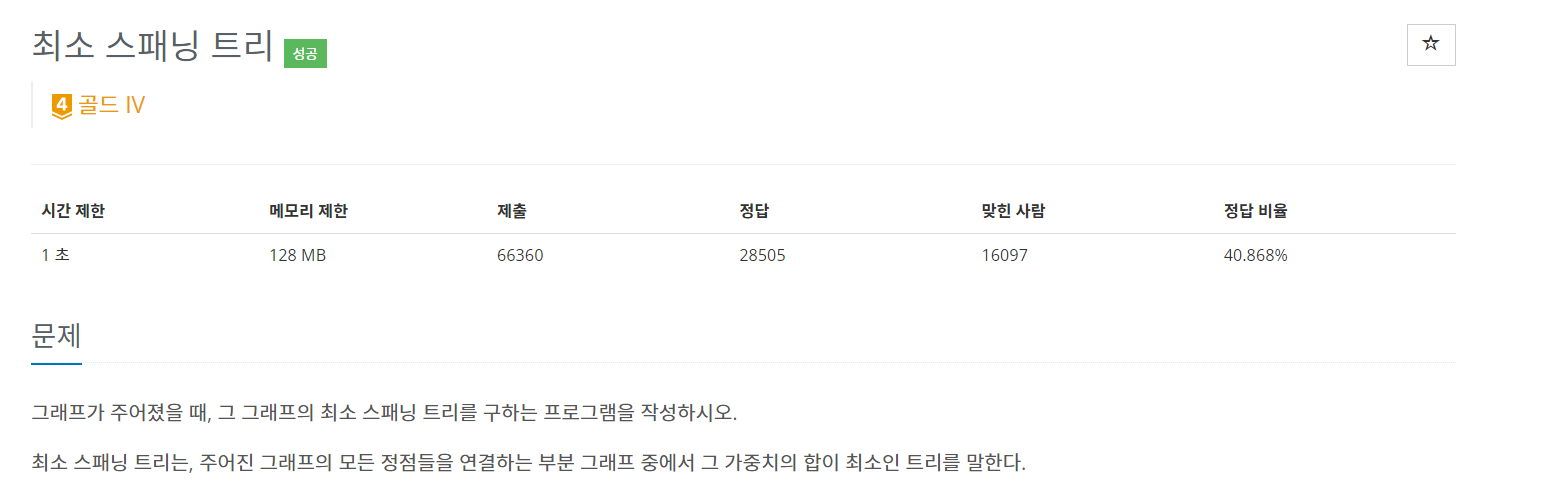 최소 스패닝 트리 성공
4 골드 IV
시간 제한 메모리 제한 제출 정답 맞힌 사람 정답 비율
1 초 128 MB 66360 28505 16097 40.868%
문제
그래프가 주어졌을 때, 그 그래프의 최소 스패닝 트리를 구하는 프로그램을 작성하시오.
최소 스패닝 트리는, 주어진 그래프의 모든 정점들을 연결하는 부분 그래프 중에서 그 가중치의 합이 최소인 트리를 말한다.